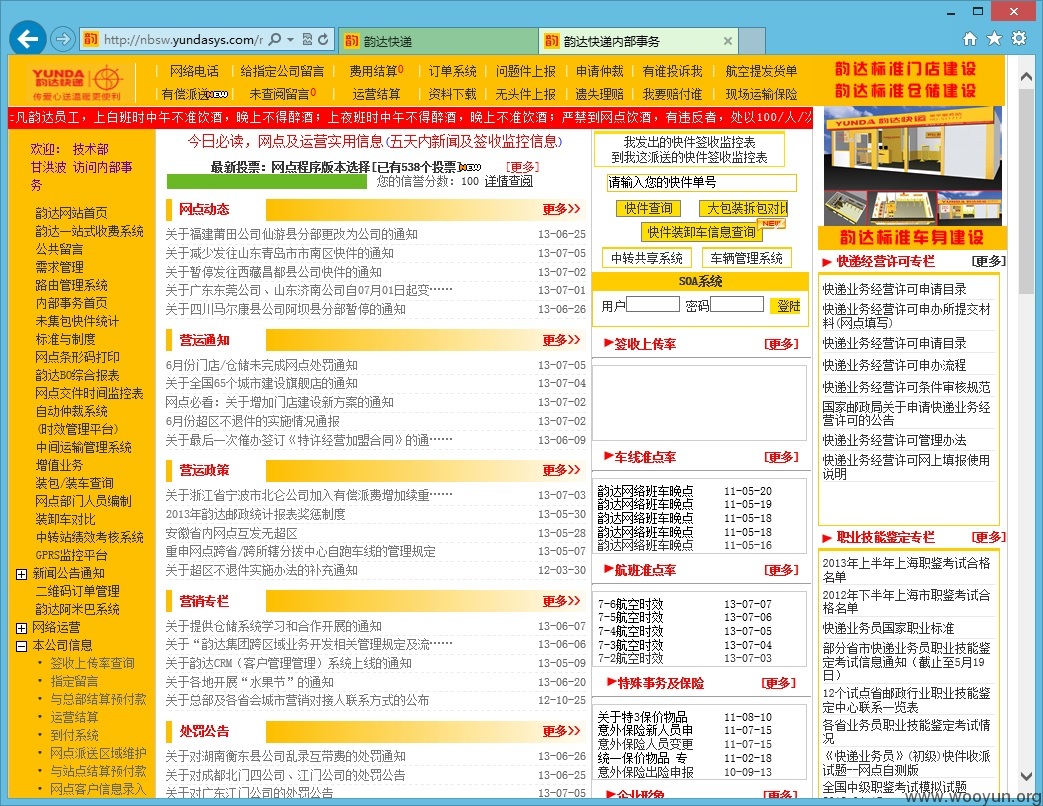 http://nbsw.yundasys.com/r
韵达快递
韵达快递内部事务
YUNDA
传爱心送温暖更便利
网络电话 给指定公司留言 费用结算0 订单系统 问题件上报 申请仲裁 有谁投诉我 航空提发货单
有偿派送 未查阅留言0 运营结算 资料下载 无头件上报 遗失理赔 我要赔付谁 现场运输保险
韵达标准门店建设
韵达标准仓储建设
凡韵达员工，上白班时中午不准饮酒，晚上不得醉酒；上夜班时中午不得醉酒，晚上不准饮酒；严禁到网点饮酒，有违反者，处以100/人/
欢迎： 技术部
甘洪波 访问内部事
务
韵达网站首页
韵达一站式收费系统
公共留言
需求管理
路由管理系统
内部事务首页
未集包快件统计
标准与制度
网点条形码打印
韵达BO综合报表
网点交件时间监控表
自动仲裁系统
(时效管理平台)
中间运输管理系统
增值业务
装包/装车查询
网点部门人员编制
装卸车对比
中转站绩效考核系统
GPRS监控平台
新闻公告通知
二维码订单管理
韵达阿米巴系统
网络运营
本公司信息
签收上传率查询
指定留言
与总部结算预付款
运营结算
到付系统
网点派送区域维护
与站点结算预付款
网点客户信息录入
今日必读，网点及运营实用信息(五天内新闻及签收监控信息)
最新投票：网点程序版本选择[已有538个投票] [更多]
您的信誉分数：100 详情查阅
网点动态 更多>>
关于福建莆田公司仙游县分部更改为公司的通知 13-06-25
关于减少发往山东青岛市市南区快件的通知 13-07-02
关于暂停发往西藏昌都县公司快件的通知 13-07-02
关于广东东莞公司、山东济南公司自07月01日起变…… 13-07-01
关于四川马尔康县公司阿坝县分部暂停的通知 13-06-26
营运通知 更多>>
6月份门店/仓储未完成网点处罚通知 13-07-05
关于全国65个城市建设旗舰店的通知 13-07-04
网点必看：关于增加门店建设新方案的通知 13-07-02
6月份超区不退件的实施情况通报 13-07-02
关于最后一次催办签订《特许经营加盟合同》的通…… 13-06-09
营运政策 更多>>
关于浙江省宁波市北仑公司加入有偿派费增加续重…… 13-07-03
2013年韵达邮政统计报表奖惩制度 13-05-30
安徽省内网点互发无超区 13-05-28
重申网点跨省/跨所辖分拨中心自跑车线的管理规定 13-05-07
关于超区不退件实施办法的补充通知 12-03-30
营销专栏 更多>>
关于提供仓储系统学习和合作开展的通知 13-06-07
关于“韵达集团跨区域业务开发相关管理规定及流…… 13-06-06
关于韵达CRM（客户管理管理）系统上线的通知 13-05-09
关于各地开展“水果节”的通知 13-06-20
关于总部及各省会城市营销对接人联系方式的公布 12-10-25
处罚公告 更多>>
关于对湖南衡东县公司乱录互带费的处罚通知 13-06-26
关于对成都北门四公司、江门公司的处罚公告 13-06-25
关于对广东江门公司的处罚公告 13-07-05
我发出的快件签收监控表
到我这派送的快件签收监控表
请输入您的快件单号
快件查询 大包装拆包对比
快件装卸车信息查询 NEW
中转共享系统 车辆管理系统
SOA系统
用户 密码 登陆
签收上传率 [更多]
车线准点率 [更多]
韵达网络班车晚点 11-05-20
韵达网络班车晚点 11-05-19
韵达网络班车晚点 11-05-18
韵达网络班车晚点 11-05-18
韵达网络班车晚点 11-05-16
航班准点率 [更多]
7-6航空时效 13-07-07
7-5航空时效 13-07-06
7-4航空时效 13-07-05
7-3航空时效 13-07-04
7-2航空时效 13-07-03
特殊事务及保险 [更多]
关于特3保价物品 11-08-10
意外保险新人员申 11-07-15
意外保险人员变更 11-07-15
统一保价物品 专 11-02-18
意外保险出险申报 10-09-13
企业形象 [更多]
YUNDA 韵达快递
韵达标准车身建设
快递经营许可专栏 [更多]
快递业务经营许可申请目录
快递业务经营许可申办所提交材
料(网点填写)
快递业务经营许可申请目录
快递业务经营许可申办流程
快递业务经营许可条件审核规范
国家邮政局关于申请快递业务经
营许可的公告
快递业务经营许可管理办法
快递业务经营许可网上填报使用
说明
职业技能鉴定专栏 [更多]
2013年上半年上海职鉴考试合格
名单
2012年下半年上海市职鉴考试合
格名单
快递业务员国家职业标准
部分省市快递业务员职业技能鉴
定考试信息通知（截止至5月19
日）
12个试点省邮政行业职业技能鉴
定中心联系一览表
各省业务员职业技能鉴定考试情
况
《快递业务员》(初级)快件收派
试题--网点自测版
全国中级职鉴考试模拟试题
www.wooyun.org